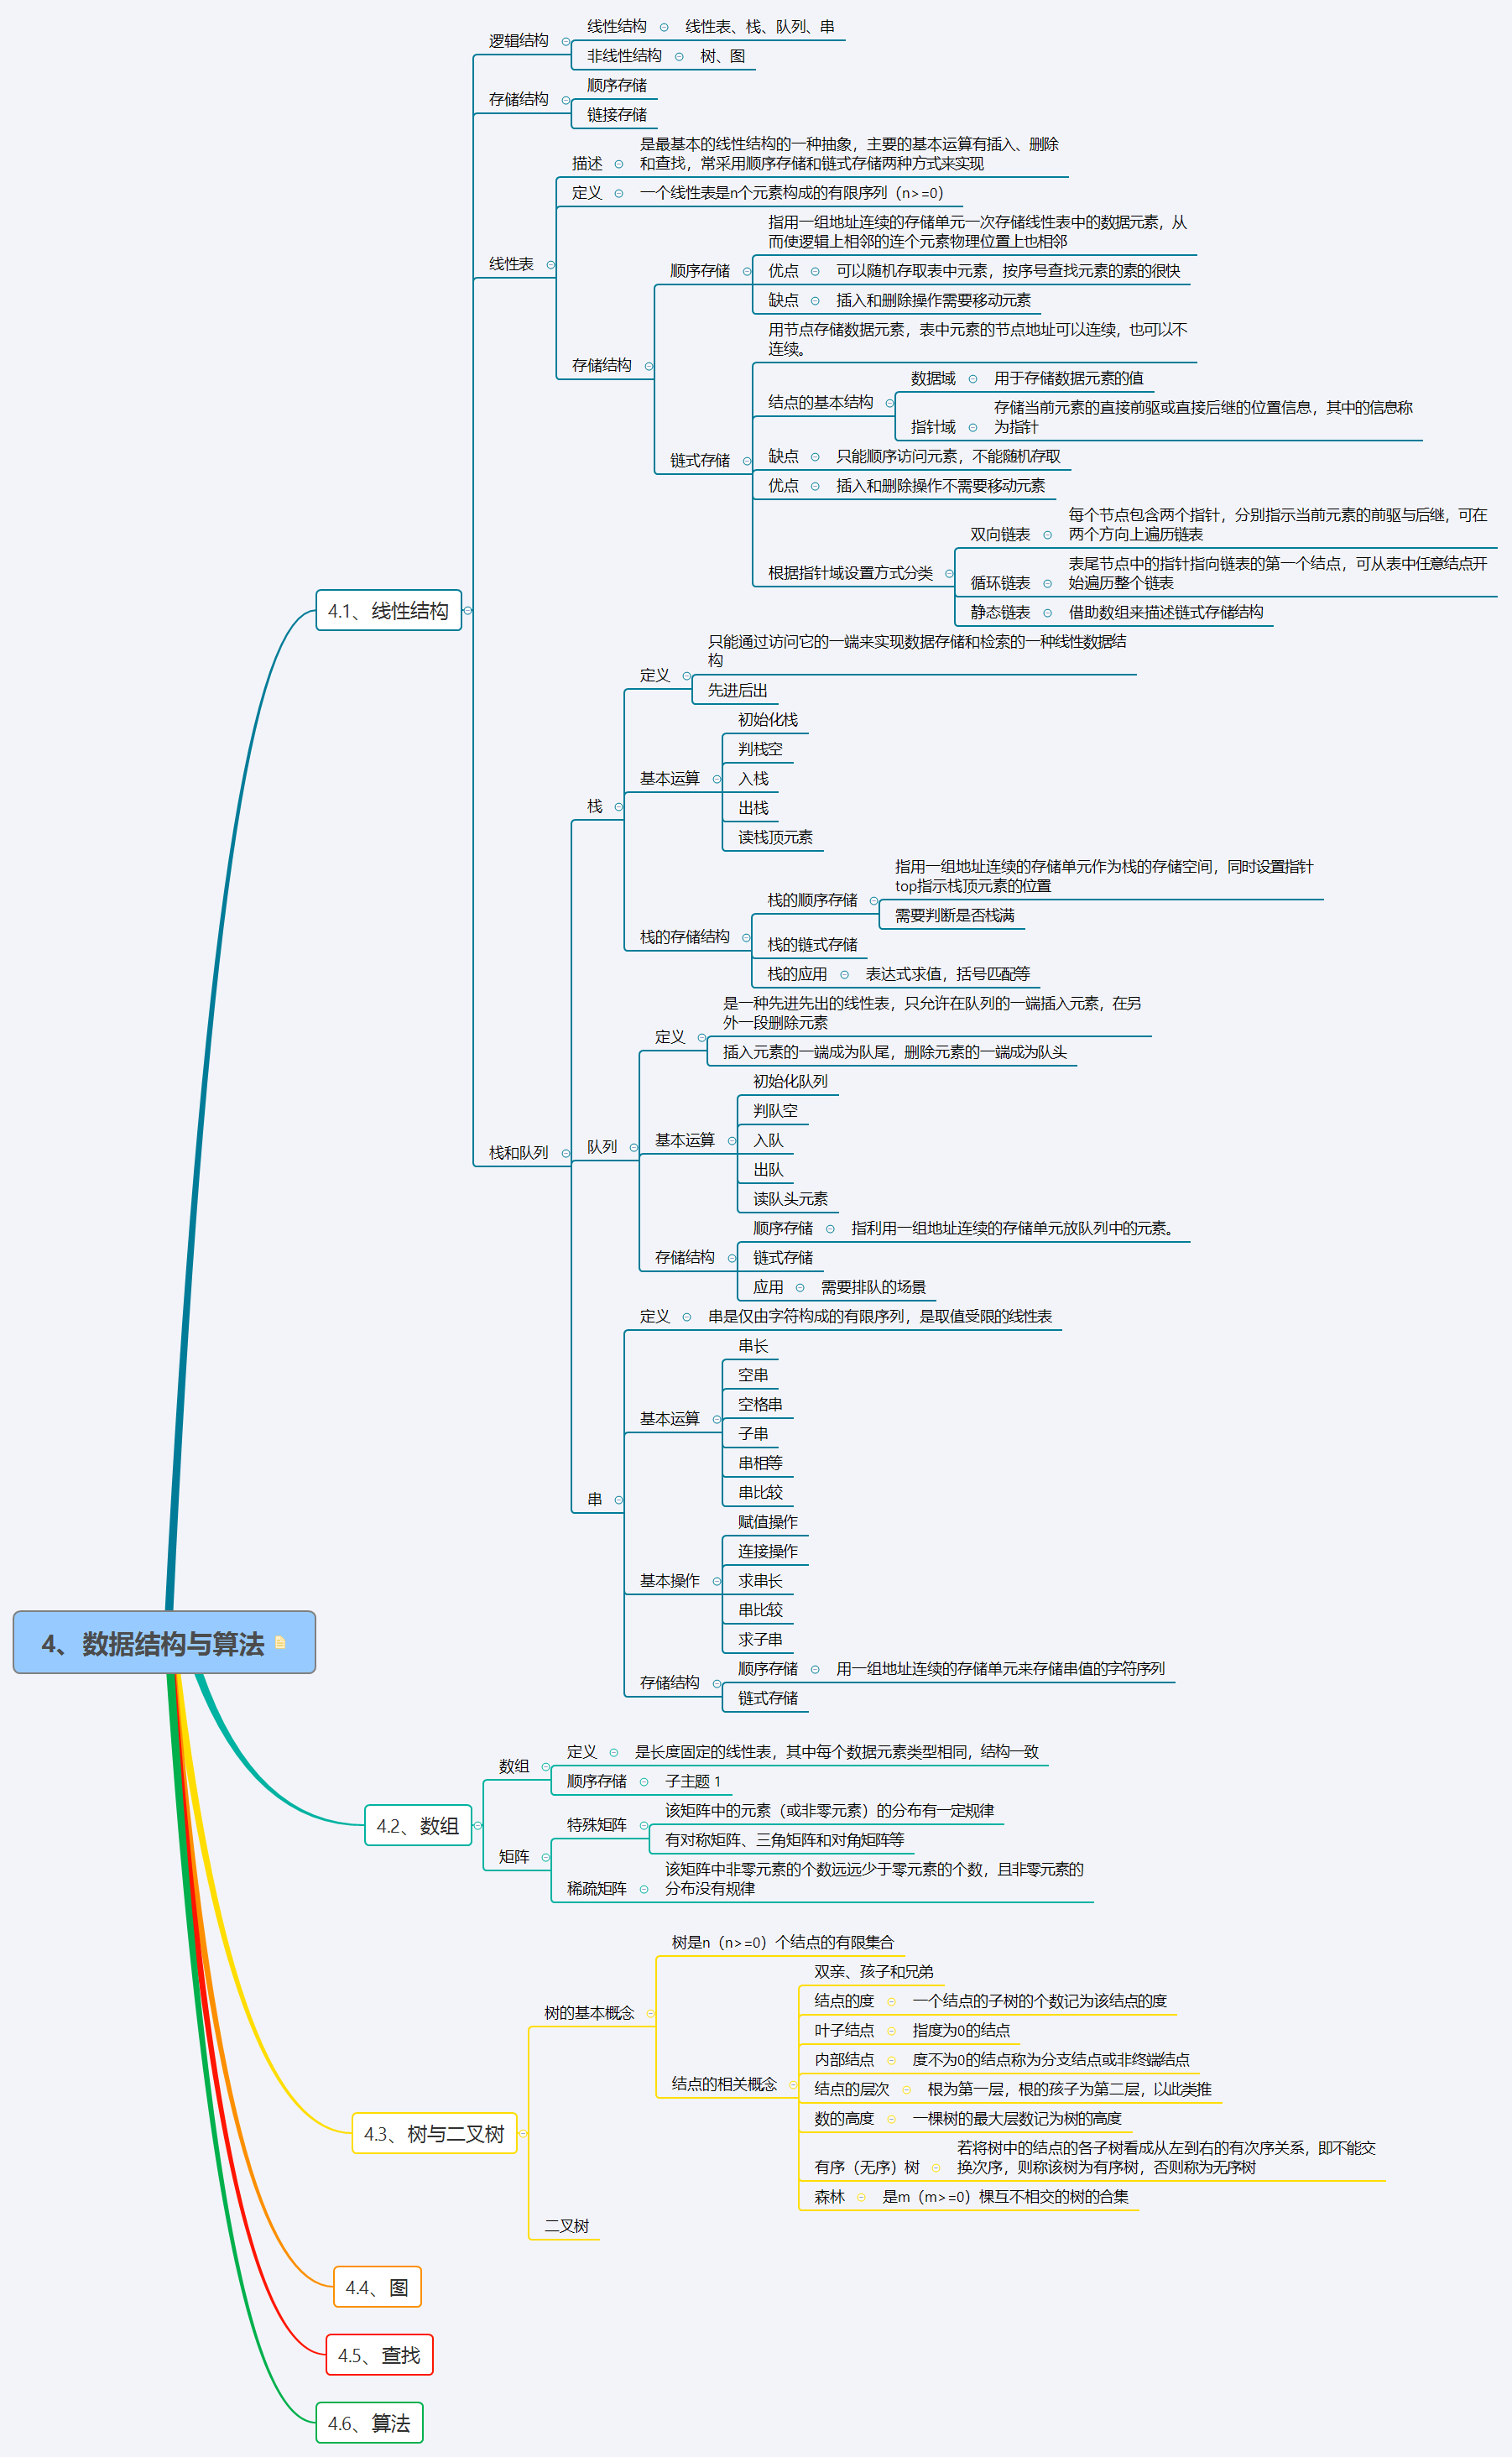 线性结构
线性表、栈、队列、串
逻辑结构
非线性结构
树、图
顺序存储
存储结构
链接存储
是最基本的线性结构的一种抽象，主要的基本运算有插入、删除
和查找，常采用顺序存储和链式存储两种方式来实现
描述
定义
一个线性表是n个元素构成的有限序列（n>=0）
指用一组地址连续的存储单元一次存储线性表中的数据元素，从
而使逻辑上相邻的连个元素物理位置上也相邻
线性表
顺序存储
优点
可以随机存取表中元素，按序号查找元素的素的很快
缺点
插入和删除操作需要移动元素
用节点存储数据元素，表中元素的节点地址可以连续，也可以不
连续。
存储结构
数据域
用于存储数据元素的值
结点的基本结构
存储当前元素的直接前驱或直接后继的位置信息，其中的信息称
为指针
指针域
链式存储
缺点
只能顺序访问元素，不能随机存取
优点
插入和删除操作不需要移动元素
每个节点包含两个指针，分别指示当前元素的前驱与后继，可在
两个方向上遍历链表
双向链表
根据指针域设置方式分类
表尾节点中的指针指向链表的第一个结点，可从表中任意结点开
始遍历整个链表
循环链表
静态链表
借助数组来描述链式存储结构
4.1、线性结构
只能通过访问它的一端来实现数据存储和检索的一种线性数据结
构
定义
先进后出
初始化栈
判栈空
基本运算
入栈
出栈
读栈顶元素
栈
指用一组地址连续的存储单元作为栈的存储空间，同时设置指针
top指示栈顶元素的位置
栈的顺序存储
需要判断是否栈满
栈的存储结构
栈的链式存储
栈的应用
表达式求值，括号匹配等
是一种先进先出的线性表，只允许在队列的一端插入元素，在另
外一段删除元素
定义
插入元素的一端成为队尾，删除元素的一端成为队头
初始化队列
判队空
基本运算
入队
出队
读队头元素
栈和队列
队列
顺序存储
指利用一组地址连续的存储单元放队列中的元素。
存储结构
链式存储
应用
需要排队的场景
定义
串是仅由字符构成的有限序列，是取值受限的线性表
串长
空串
空格串
基本运算
子串
串相等
串比较
串
赋值操作
连接操作
基本操作
求串长
串比较
求子串
顺序存储
用一组地址连续的存储单元来存储串值的字符序列
存储结构
链式存储
4、数据结构与算法
定义
是长度固定的线性表，其中每个数据元素类型相同，结构一致
数组
顺序存储
子主题 1
4.2、数组
该矩阵中的元素（或非零元素）的分布有一定规律
特殊矩阵
有对称矩阵、三角矩阵和对角矩阵等
矩阵
该矩阵中非零元素的个数远远少于零元素的个数，且非零元素的
分布没有规律
稀疏矩阵
树是n（n>=0）个结点的有限集合
树的基本概念
双亲、孩子和兄弟
结点的度
一个结点的子树的个数记为该结点的度
叶子结点
指度为0的结点
内部结点
度不为0的结点称为分支结点或非终端结点
结点的相关概念
结点的层次
根为第一层，根的孩子为第二层，以此类推
数的高度
一棵树的最大层数记为树的高度
4.3、树与二叉树
若将树中的结点的各子树看成从左到右的有次序关系，即不能交
换次序，则称该树为有序树，否则称为无序树
有序（无序）树
森林
是m（m>=0）棵互不相交的树的合集
二叉树
4.4、图
4.5、查找
4.6、算法